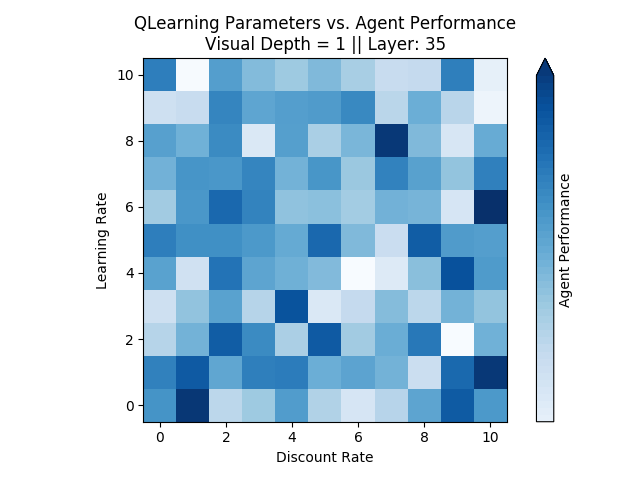 QLearning Parameters vs. Agent Performance
Visual Depth = 1 || Layer: 35
10
8
6
4
2
0
Learning Rate
0 2 4 6 8 10
Discount Rate
Agent Performance